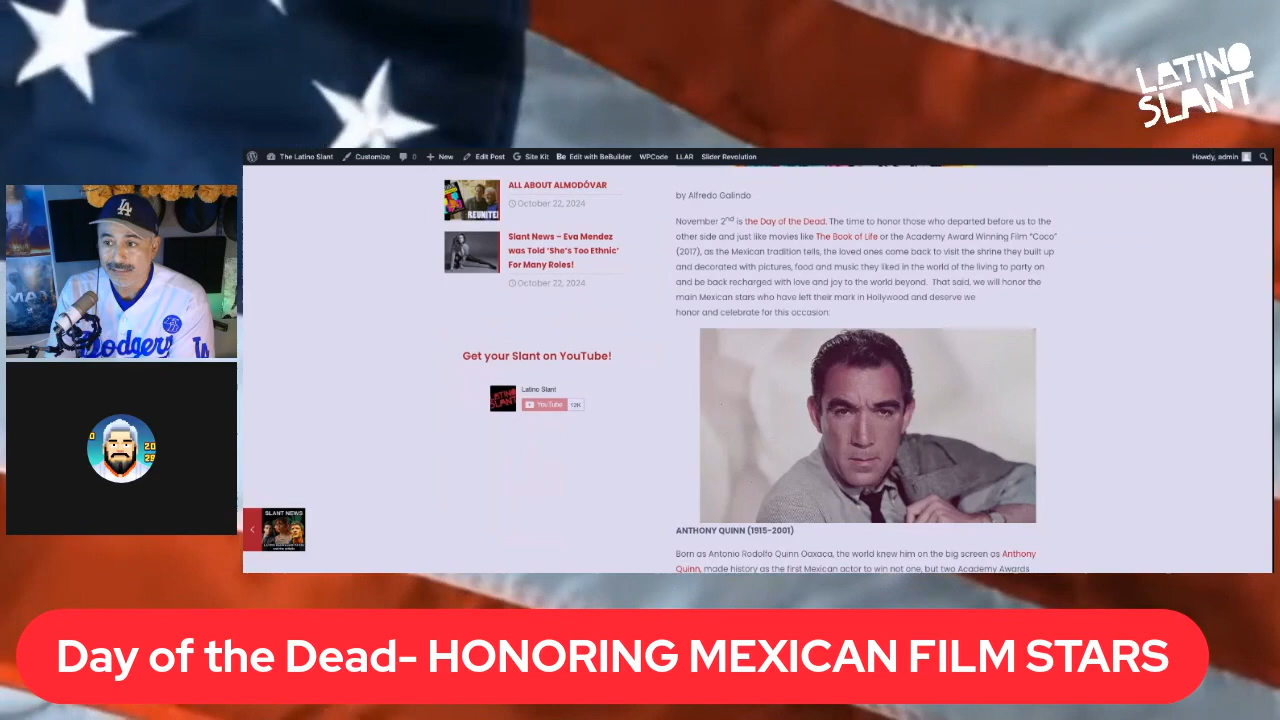 LATINO
SLANT
The Latino Slant Customize 0 New Edit Post Site Kit Be Edit with BeBuilder WPCode LLAR Slider Revolution Howdy, admin
ALL ABOUT ALMODÓVAR
October 22, 2024
REUNITE
Slant News – Eva Mendez
was Told ‘She’s Too Ethnic’
For Many Roles!
October 22, 2024
Get your Slant on YouTube!
LATINO
SLANT
Latino Slant
YouTube 12K
SLANT NEWS
by Alfredo Galindo
November 2nd is the Day of the Dead. The time to honor those who departed before us to the
other side and just like movies like The Book of Life or the Academy Award Winning Film “Coco”
(2017), as the Mexican tradition tells, the loved ones come back to visit the shrine they built up
and decorated with pictures, food and music they liked in the world of the living to party on
and be back recharged with love and joy to the world beyond. That said, we will honor the
main Mexican stars who have left their mark in Hollywood and deserve we
honor and celebrate for this occasion:
ANTHONY QUINN (1915-2001)
Born as Antonio Rodolfo Quinn Oaxaca, the world knew him on the big screen as Anthony
Quinn, made history as the first Mexican actor to win not one, but two Academy Awards
LA
Dodgers
LA
20
28
Day of the Dead- HONORING MEXICAN FILM STARS